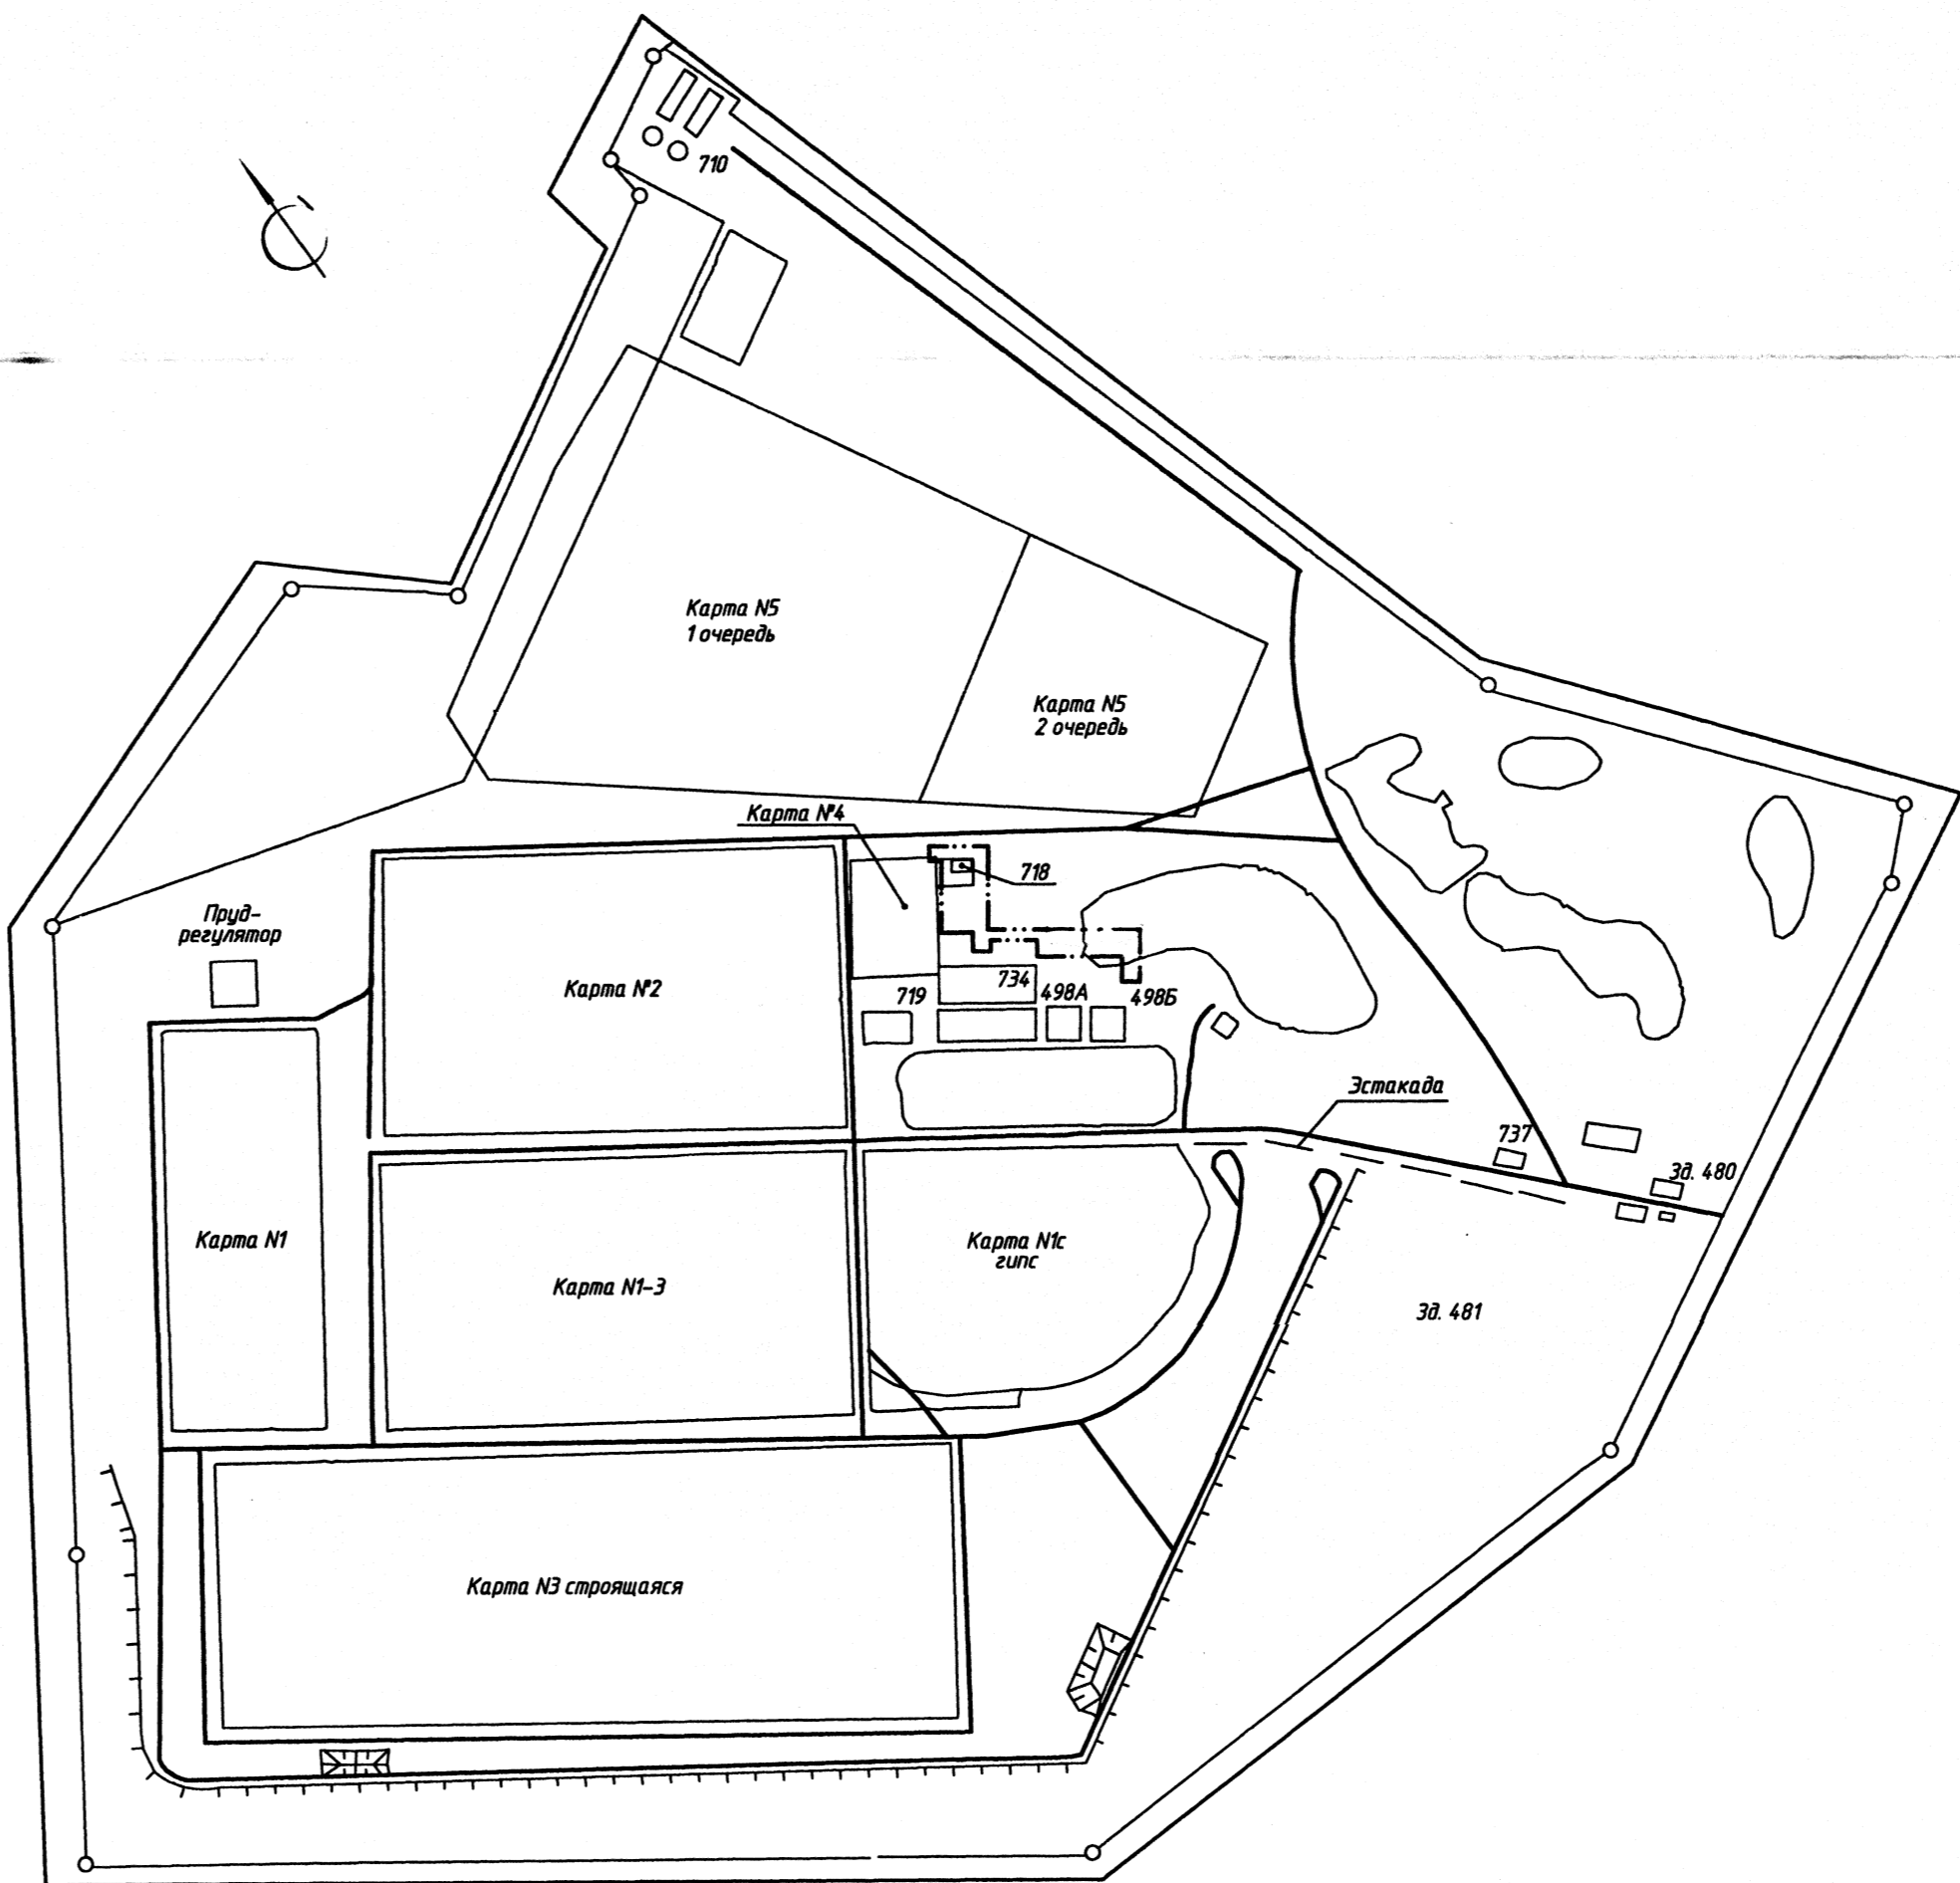 710
Карта N5
1 очередь
Карта N5
2 очередь
Карта №4
718
Пруд-
регулятор
Карта №2
734
719
498А
498Б
Эстакада
737
Зд. 480
Карта N1
Карта N1-3
Карта N1с
гипс
Зд. 481
Карта N3 строящаяся